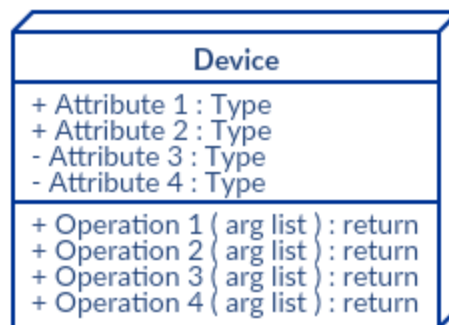 Device
+ Attribute 1 : Type
+ Attribute 2 : Type
- Attribute 3 : Type
- Attribute 4 : Type
+ Operation 1 ( arg list ) : return
+ Operation 2 ( arg list ) : return
+ Operation 3 ( arg list ) : return
+ Operation 4 ( arg list ) : return